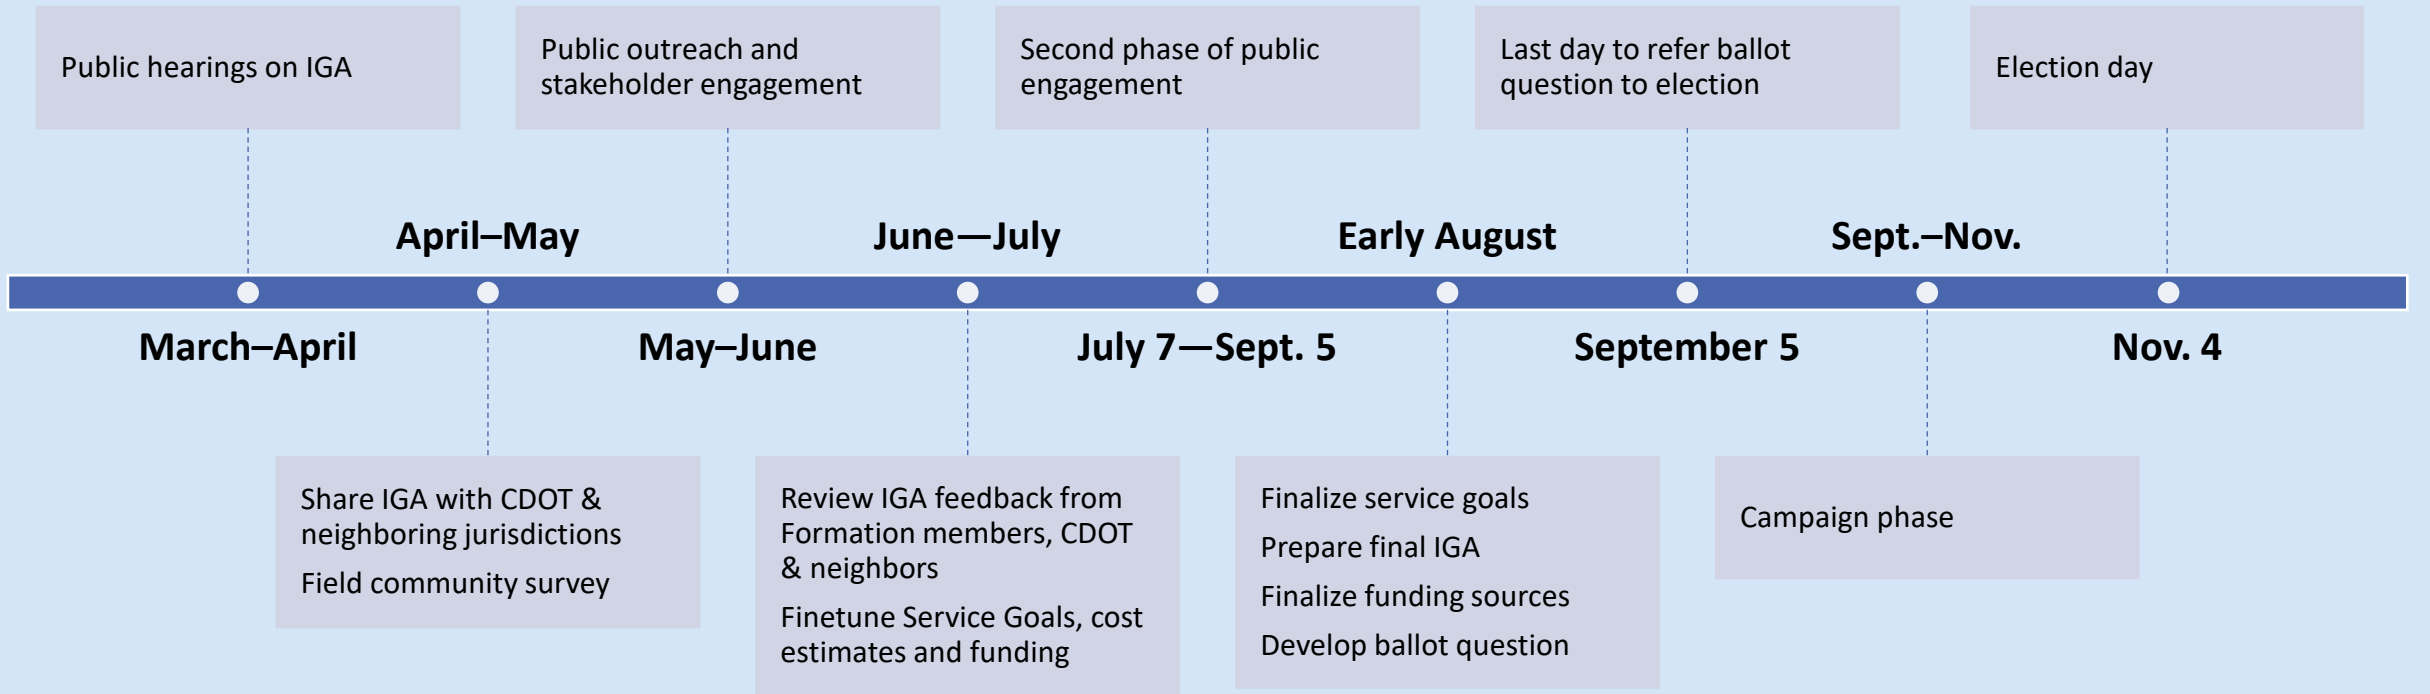 Public hearings on IGA
Public outreach and
stakeholder engagement
Second phase of public
engagement
Last day to refer ballot
question to election
Election day
April–May
June—July
Early August
Sept.–Nov.
March–April
May–June
July 7—Sept. 5
September 5
Nov. 4
Share IGA with CDOT &
neighboring jurisdictions
Field community survey
Review IGA feedback from
Formation members, CDOT
& neighbors
Finetune Service Goals, cost
estimates and funding
Finalize service goals
Prepare final IGA
Finalize funding sources
Develop ballot question
Campaign phase